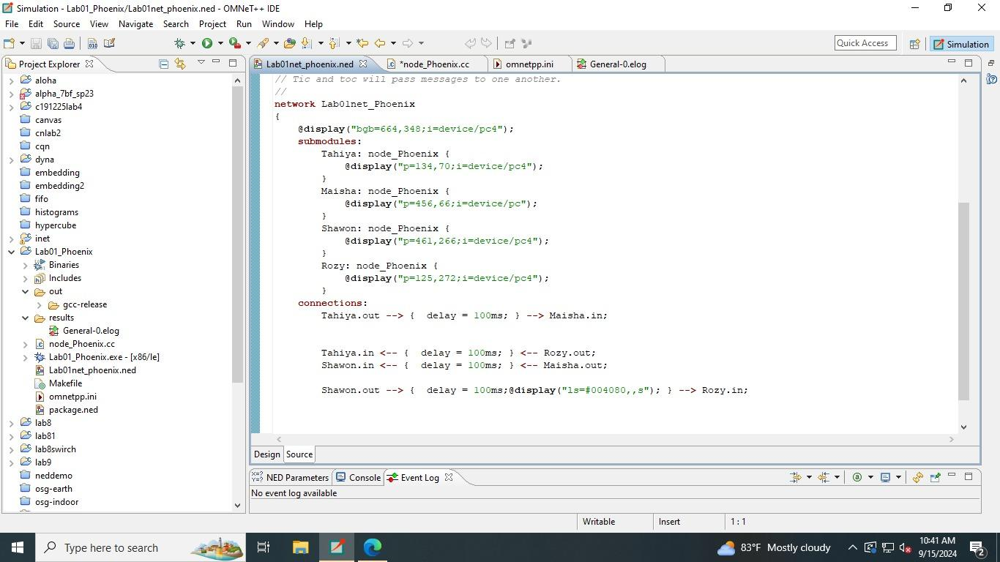 Simulation - Lab01_Phoenix/Lab01net_phoenix.ned - OMNeT++ IDE
File Edit Source View Navigate Search Project Run Window Help
Quick Access
Simulation
Project Explorer
aloha
alpha_7bf_sp23
c191225lab4
canvas
cnlab2
cqn
dyna
embedding
embedding2
fifo
histograms
hypercube
inet
Lab01_Phoenix
Binaries
Includes
out
gcc-release
results
General-0.elog
node_Phoenix.cc
Lab01_Phoenix.exe - [x86/le]
Lab01net_phoenix.ned
Makefile
omnetpp.ini
package.ned
lab8
lab81
lab8swirch
lab9
neddemo
osg-earth
osg-indoor
Lab01net_phoenix.ned *node_Phoenix.cc omnetpp.ini General-0.elog
// Tic and toc will pass messages to one another.
//
network Lab01net_Phoenix
{
@display("bgb=664,348;i=device/pc4");
submodules:
Tahiya: node_Phoenix {
@display("p=134,70;i=device/pc4");
}
Maisha: node_Phoenix {
@display("p=456,66;i=device/pc");
}
Shawon: node_Phoenix {
@display("p=461,266;i=device/pc4");
}
Rozy: node_Phoenix {
@display("p=125,272;i=device/pc4");
}
connections:
Tahiya.out --> {  delay = 100ms; } --> Maisha.in;
Tahiya.in <-- {  delay = 100ms; } <-- Rozy.out;
Shawon.in <-- {  delay = 100ms; } <-- Maisha.out;
Shawon.out --> {  delay = 100ms;@display("ls=#004080,,s"); } --> Rozy.in;
Design Source
NED Parameters Console Event Log
No event log available
Writable Insert 1 : 1
Type here to search
83°F Mostly cloudy
10:41 AM
9/15/2024
2